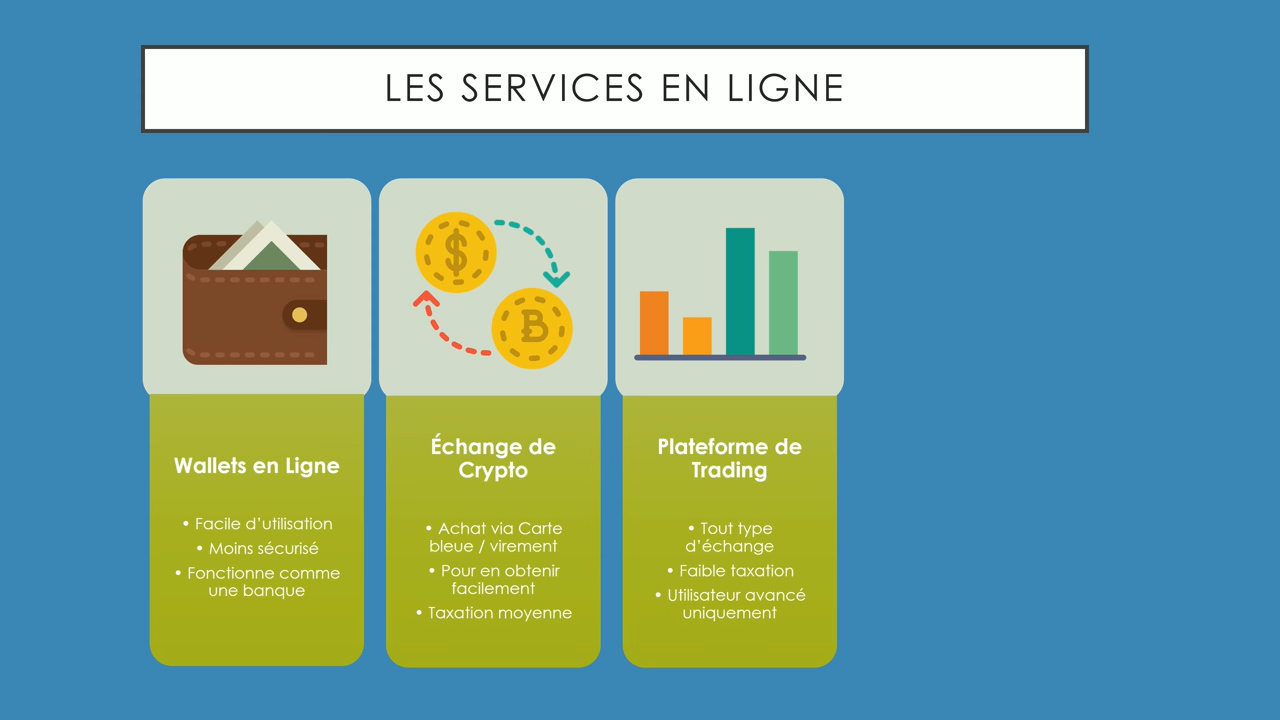 LES SERVICES EN LIGNE
Wallets en Ligne
• Facile d'utilisation
• Moins sécurisé
• Fonctionne comme
une banque
Échange de
Crypto
• Achat via Carte
bleue / virement
• Pour en obtenir
facilement
• Taxation moyenne
Plateforme de
Trading
• Tout type
d'échange
• Faible taxation
• Utilisateur avancé
uniquement